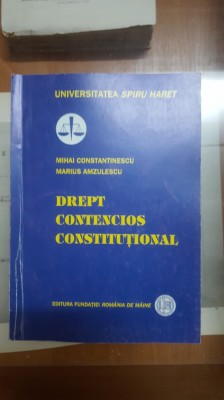 UNIVERSITATEA SPIRU HARET
MIHAI CONSTANTINESCU
MARIUS AMZULESCU
DREPT
CONTENCIOS
CONSTITUȚIONAL
EDITURA FUNDAȚIEI ROMÂNIA DE MÂINE